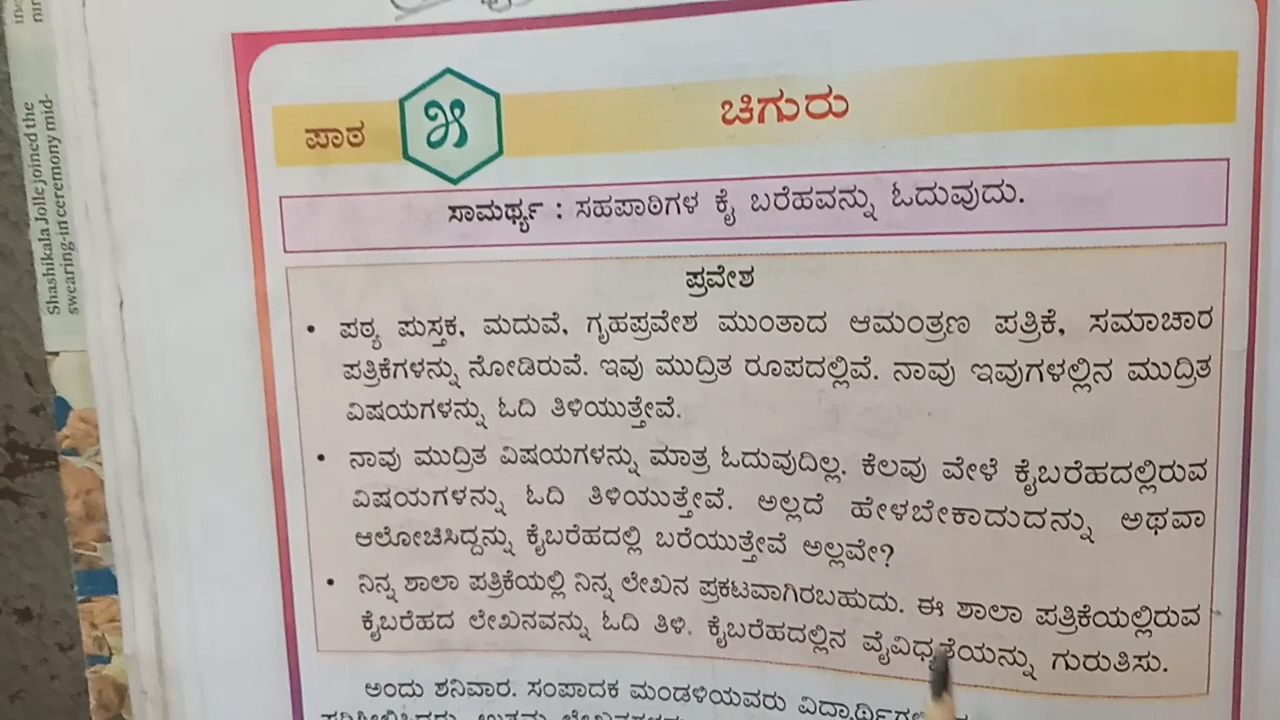 Shashikala Jolle joined the
swearing-in ceremony mid-
ಪಾಠ ೫ ಚಿಗುರು
ಸಾಮರ್ಥ್ಯ : ಸಹಪಾಠಿಗಳ ಕೈ ಬರೆಹವನ್ನು ಓದುವುದು.
ಪ್ರವೇಶ
• ಪಠ್ಯ ಪುಸ್ತಕ, ಮದುವೆ, ಗೃಹಪ್ರವೇಶ ಮುಂತಾದ ಆಮಂತ್ರಣ ಪತ್ರಿಕೆ, ಸಮಾಚಾರ
ಪತ್ರಿಕೆಗಳನ್ನು ನೋಡಿರುವೆ. ಇವು ಮುದ್ರಿತ ರೂಪದಲ್ಲಿವೆ. ನಾವು ಇವುಗಳಲ್ಲಿನ ಮುದ್ರಿತ
ವಿಷಯಗಳನ್ನು ಓದಿ ತಿಳಿಯುತ್ತೇವೆ.
• ನಾವು ಮುದ್ರಿತ ವಿಷಯಗಳನ್ನು ಮಾತ್ರ ಓದುವುದಿಲ್ಲ. ಕೆಲವು ವೇಳೆ ಕೈಬರೆಹದಲ್ಲಿರುವ
ವಿಷಯಗಳನ್ನು ಓದಿ ತಿಳಿಯುತ್ತೇವೆ. ಅಲ್ಲದೆ ಹೇಳಬೇಕಾದುದನ್ನು ಅಥವಾ
ಆಲೋಚಿಸಿದ್ದನ್ನು ಕೈಬರೆಹದಲ್ಲಿ ಬರೆಯುತ್ತೇವೆ ಅಲ್ಲವೇ?
• ನಿನ್ನ ಶಾಲಾ ಪತ್ರಿಕೆಯಲ್ಲಿ ನಿನ್ನ ಲೇಖನ ಪ್ರಕಟವಾಗಿರಬಹುದು. ಈ ಶಾಲಾ ಪತ್ರಿಕೆಯಲ್ಲಿರುವ
ಕೈಬರೆಹದ ಲೇಖನವನ್ನು ಓದಿ ತಿಳಿ. ಕೈಬರೆಹದಲ್ಲಿನ ವೈವಿಧ್ಯತೆಯನ್ನು ಗುರುತಿಸು.
ಅಂದು ಶನಿವಾರ. ಸಂಪಾದಕ ಮಂಡಳಿಯವರು